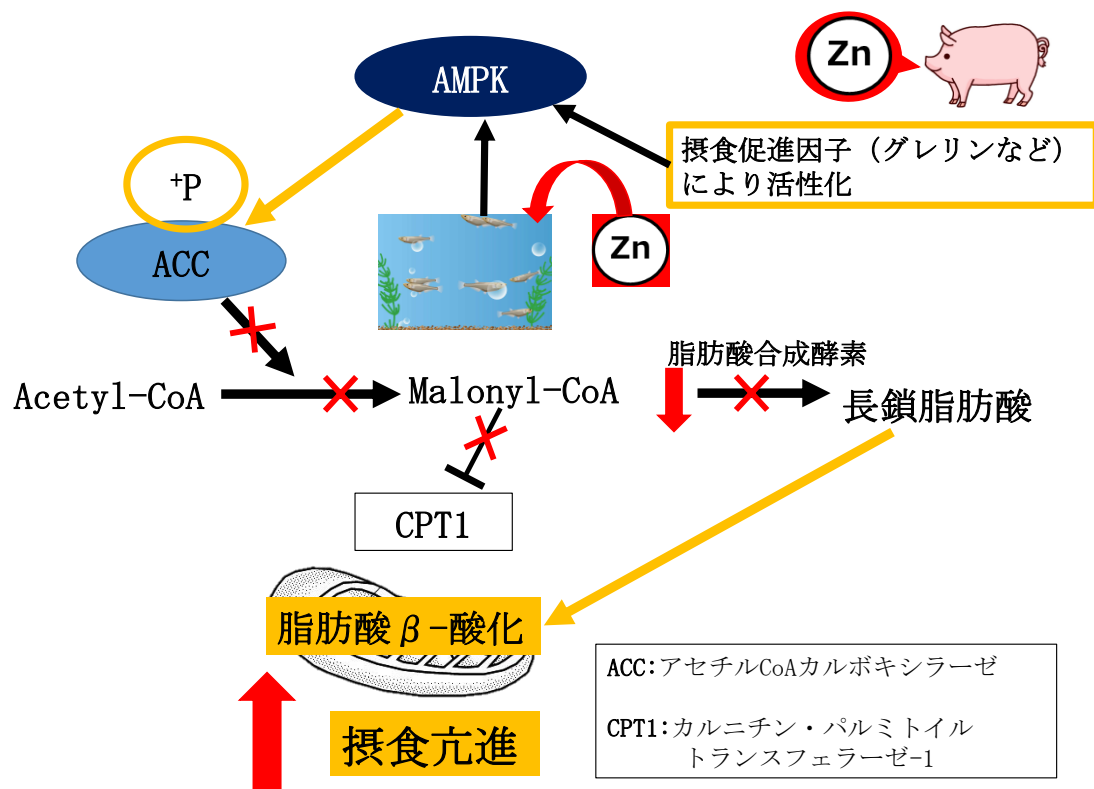 Zn
AMPK
摂食促進因子（グレリンなど）
により活性化
+P
Zn
ACC
脂肪酸合成酵素
Acetyl-CoA
Malonyl-CoA
長鎖脂肪酸
CPT1
脂肪酸β-酸化
摂食亢進
ACC:アセチルCoAカルボキシラーゼ
CPT1:カルニチン・パルミトイル
トランスフェラーゼ-1